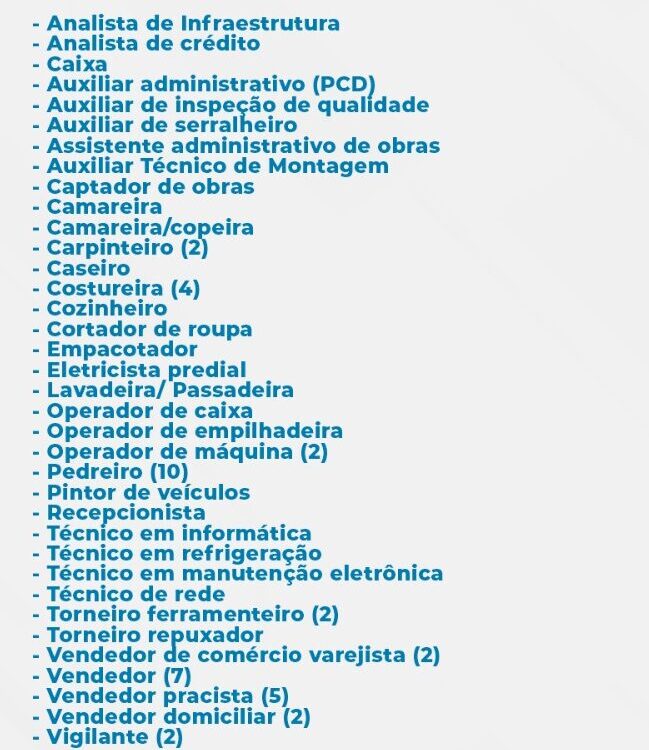 - Analista de Infraestrutura
- Analista de crédito
- Caixa
- Auxiliar administrativo (PCD)
- Auxiliar de inspeção de qualidade
- Auxiliar de serralheiro
- Assistente administrativo de obras
- Auxiliar Técnico de Montagem
- Captador de obras
- Camareira
- Camareira/copeira
- Carpinteiro (2)
- Caseiro
- Costureira (4)
- Cozinheiro
- Cortador de roupa
- Empacotador
- Eletricista predial
- Lavadeira/ Passadeira
- Operador de caixa
- Operador de empilhadeira
- Operador de máquina (2)
- Pedreiro (10)
- Pintor de veículos
- Recepcionista
- Técnico em informática
- Técnico em refrigeração
- Técnico em manutenção eletrônica
- Técnico de rede
- Torneiro ferramenteiro (2)
- Torneiro repuxador
- Vendedor de comércio varejista (2)
- Vendedor (7)
- Vendedor pracista (5)
- Vendedor domiciliar (2)
- Vigilante (2)